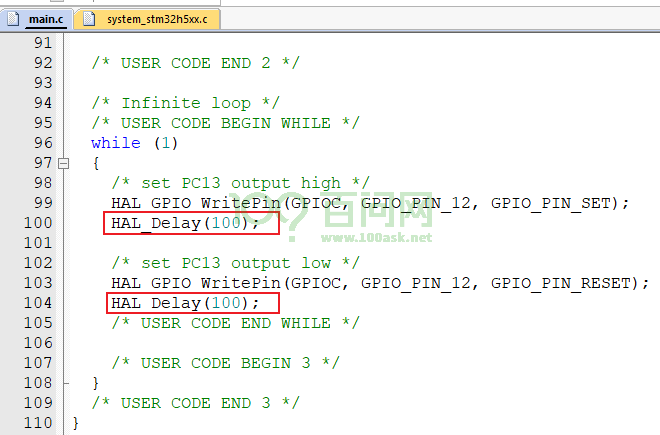 main.c system_stm32h5xx.c
91
92 /* USER CODE END 2 */
93
94 /* Infinite loop */
95 /* USER CODE BEGIN WHILE */
96 while (1)
97 {
98 /* set PC13 output high */
99 HAL_GPIO_WritePin(GPIOC, GPIO_PIN_12, GPIO_PIN_SET);
100 HAL_Delay(100);
101
102 /* set PC13 output low */
103 HAL_GPIO_WritePin(GPIOC, GPIO_PIN_12, GPIO_PIN_RESET);
104 HAL_Delay(100);
105 /* USER CODE END WHILE */
106
107 /* USER CODE BEGIN 3 */
108 }
109 /* USER CODE END 3 */
110 }
百问网
www.100ask.net